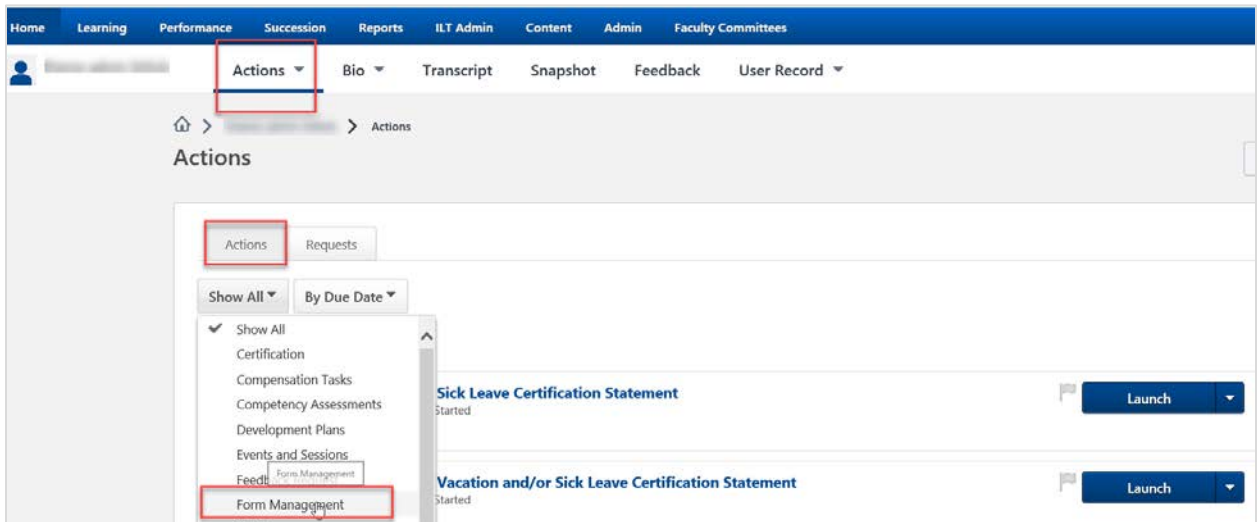 Home Learning Performance Succession Reports ILT Admin Content Admin Faculty Committees
Actions Bio Transcript Snapshot Feedback User Record
Actions
Actions
Actions Requests
Show All By Due Date
Show All
Certification
Compensation Tasks
Competency Assessments
Sick Leave Certification Statement
Started
Launch
Development Plans
Events and Sessions
Feedb
Form Management
Form Management
Vacation and/or Sick Leave Certification Statement
Started
Launch